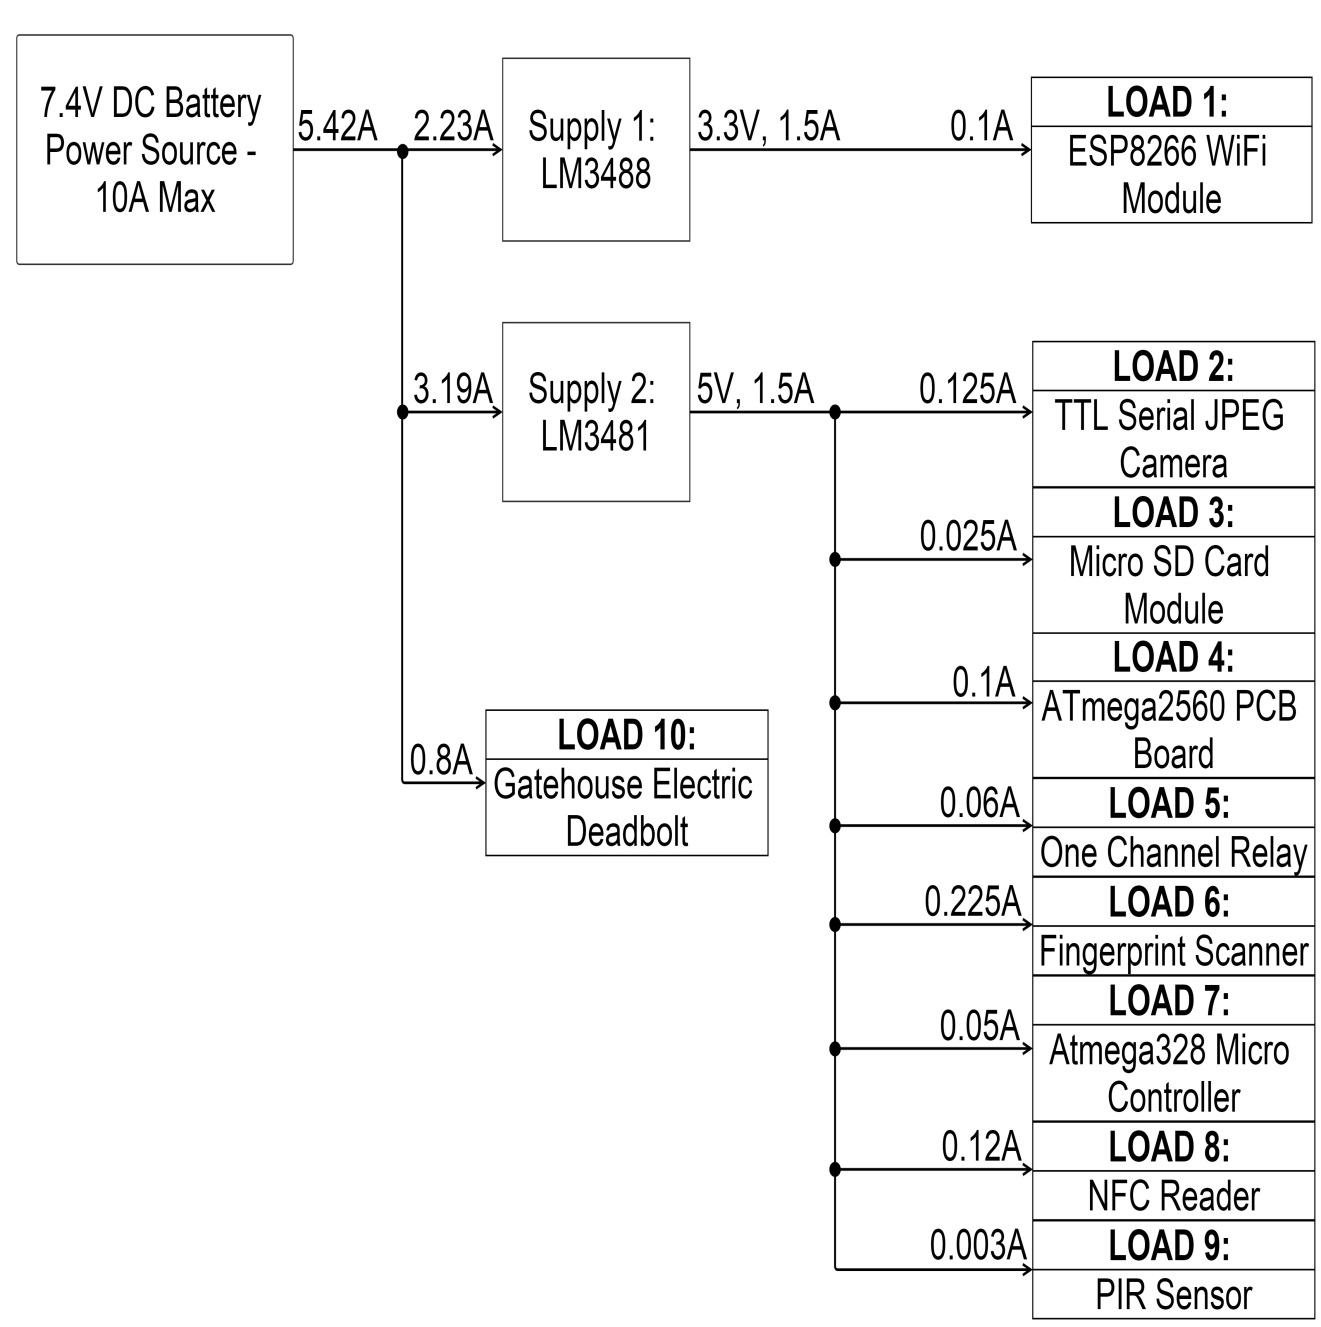 7.4V DC Battery
Power Source -
10A Max
5.42A
2.23A
Supply 1:
LM3488
3.3V, 1.5A
0.1A
LOAD 1:
ESP8266 WiFi
Module
3.19A
Supply 2:
LM3481
5V, 1.5A
0.125A
LOAD 2:
TTL Serial JPEG
Camera
0.025A
LOAD 3:
Micro SD Card
Module
0.1A
LOAD 4:
ATmega2560 PCB
Board
0.8A
LOAD 10:
Gatehouse Electric
Deadbolt
0.06A
LOAD 5:
One Channel Relay
0.225A
LOAD 6:
Fingerprint Scanner
0.05A
LOAD 7:
Atmega328 Micro
Controller
0.12A
LOAD 8:
NFC Reader
0.003A
LOAD 9:
PIR Sensor